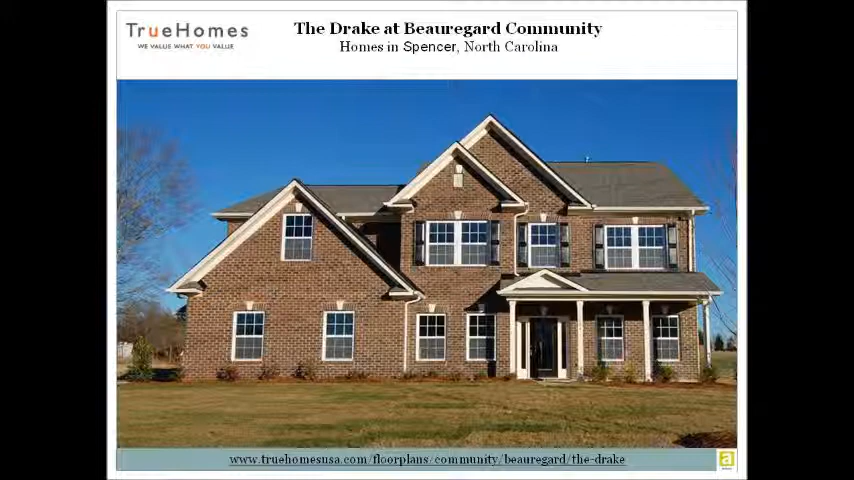 TrueHomes
WE VALUE WHAT YOU VALUE
The Drake at Beauregard Community
Homes in Spencer, North Carolina
www.truehomesusa.com/floorplans/community/beauregard/the-drake
a